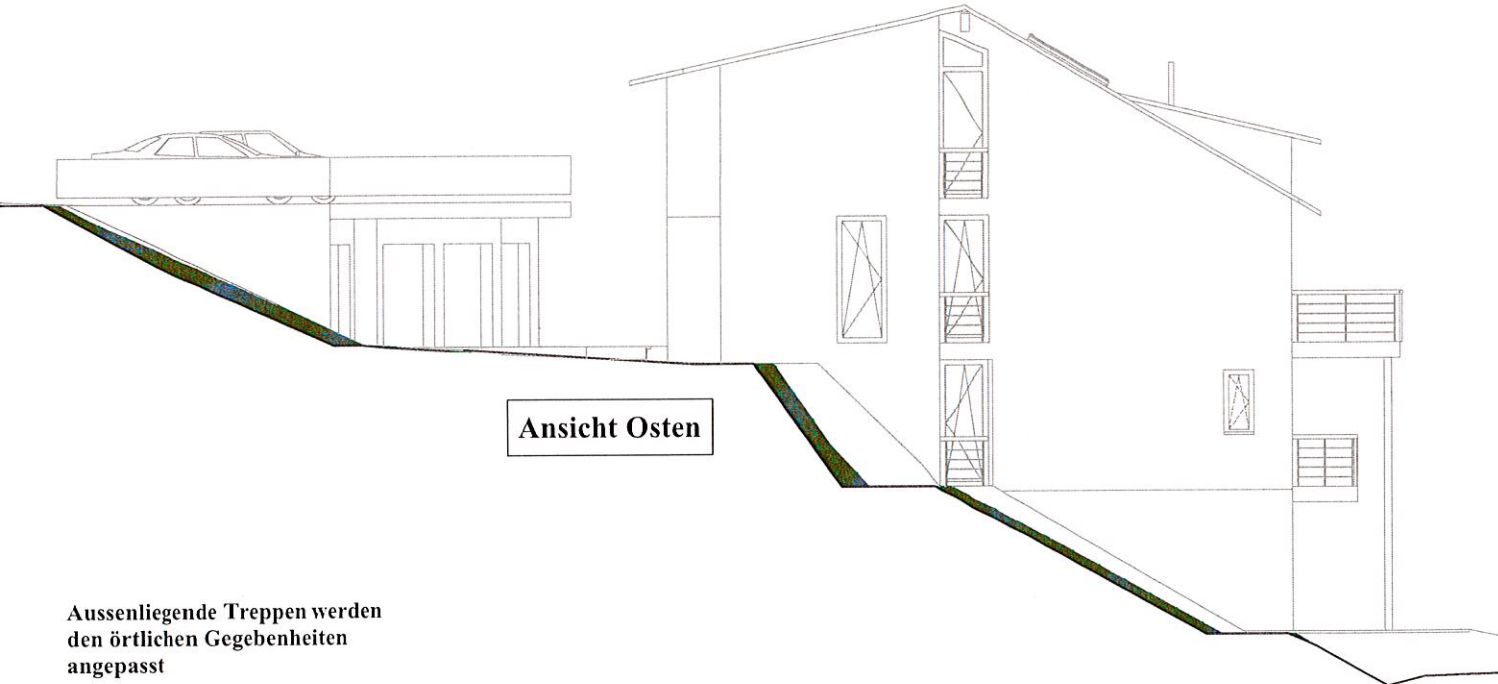 Ansicht Osten
Aussenliegende Treppen werden
den örtlichen Gegebenheiten
angepasst